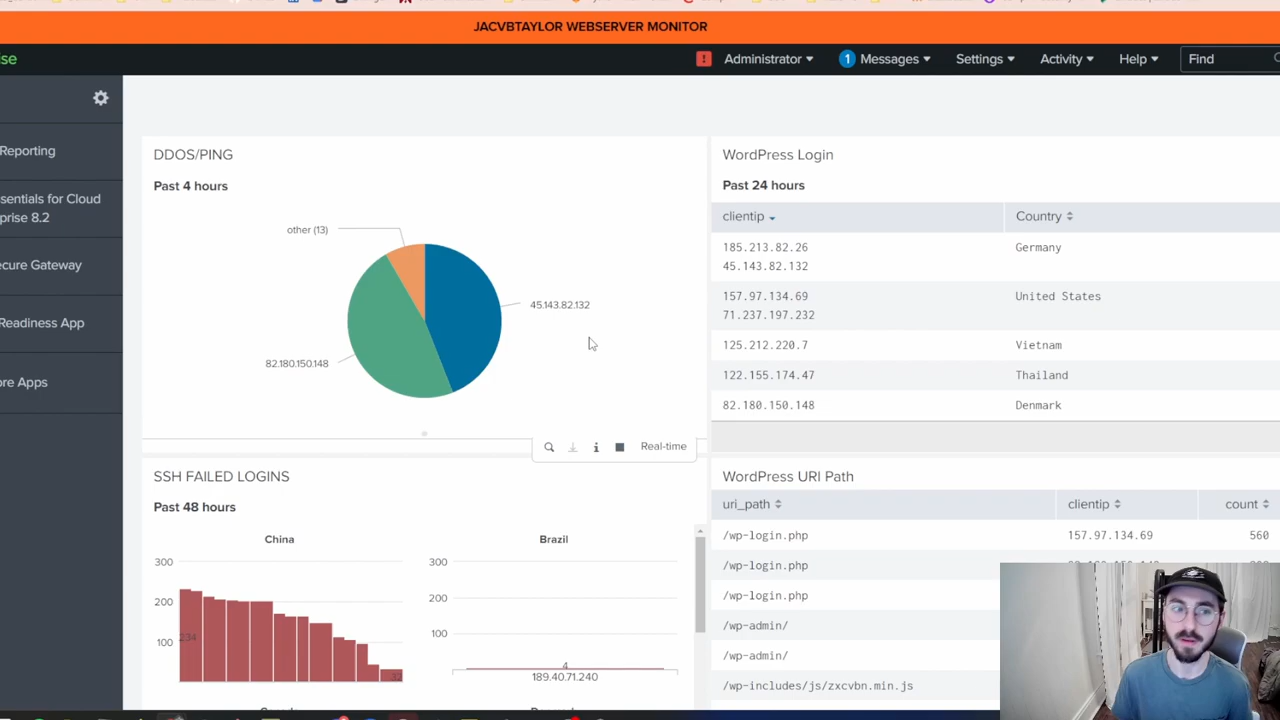 JACVBTAYLOR WEBSERVER MONITOR
ise
Administrator
1 Messages
Settings
Activity
Help
Find
Reporting
sentials for Cloud
prise 8.2
ecure Gateway
Readiness App
ore Apps
DDOS/PING
Past 4 hours
other (13)
45.143.82.132
82.180.150.148
Real-time
WordPress Login
Past 24 hours
clientip Country
185.213.82.26 Germany
45.143.82.132
157.97.134.69 United States
71.237.197.232
125.212.220.7 Vietnam
122.155.174.47 Thailand
82.180.150.148 Denmark
SSH FAILED LOGINS
Past 48 hours
China
300
200
100
234
Brazil
300
200
100
4
189.40.71.240
WordPress URI Path
uri_path clientip count
/wp-login.php 157.97.134.69 560
/wp-login.php
/wp-login.php
/wp-admin/
/wp-admin/
/wp-includes/js/zxcvbn.min.js